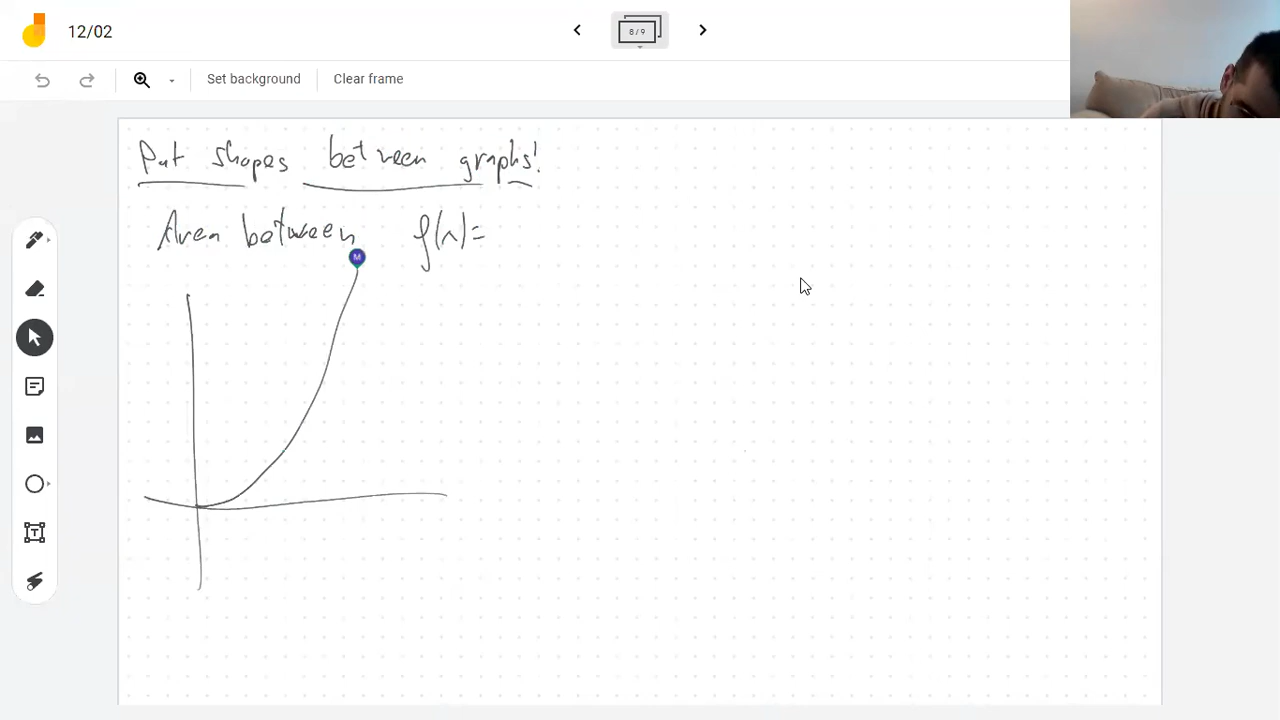 12/02
8 / 9
Set background
Clear frame
Put shapes between graphs!
Area between f(x)=
M
T